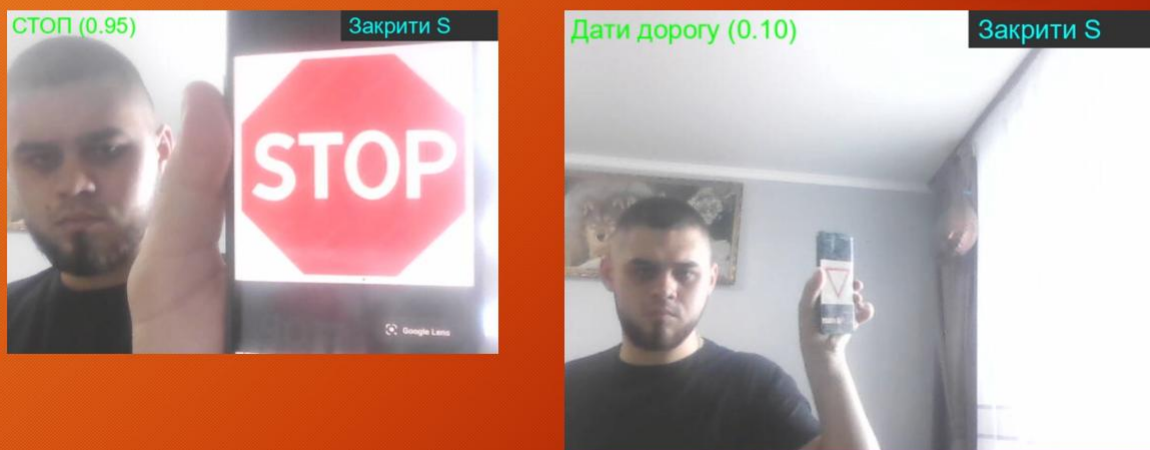 СТОП (0.95)
Закрити S
STOP
Google Lens
Дати дорогу (0.10)
Закрити S